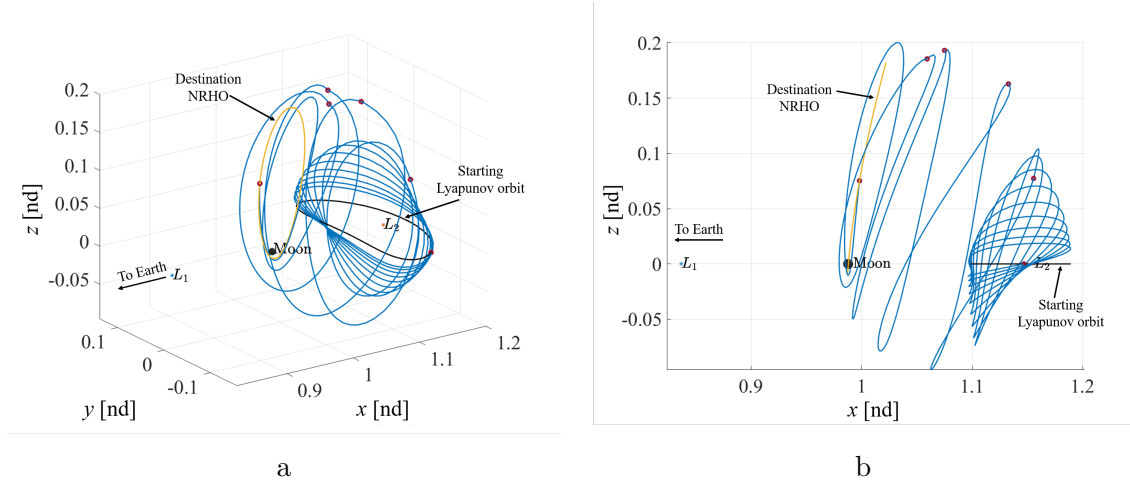 Destination
NRHO
Starting
Lyapunov orbit
L2
Moon
To Earth
L1
z [nd]
0.2
0.15
0.1
0.05
0
-0.05
0.1
0
-0.1
y [nd]
0.9
1
1.1
1.2
x [nd]
a
Destination
NRHO
To Earth
L1
Moon
L2
Starting
Lyapunov orbit
z [nd]
0.2
0.15
0.1
0.05
0
-0.05
0.9
1
1.1
1.2
x [nd]
b